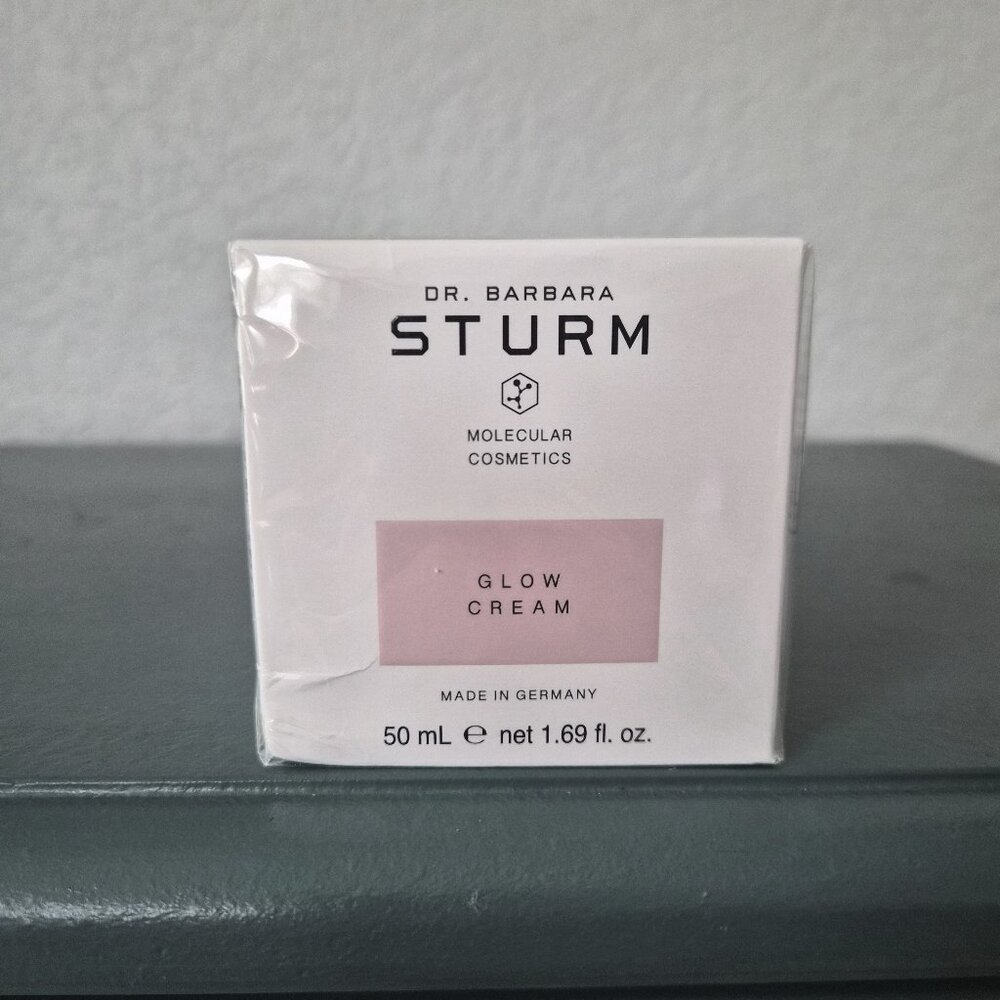 DR. BARBARA
STURM
MOLECULAR
COSMETICS
GLOW
CREAM
MADE IN GERMANY
50 mL ℮ net 1.69 fl. oz.